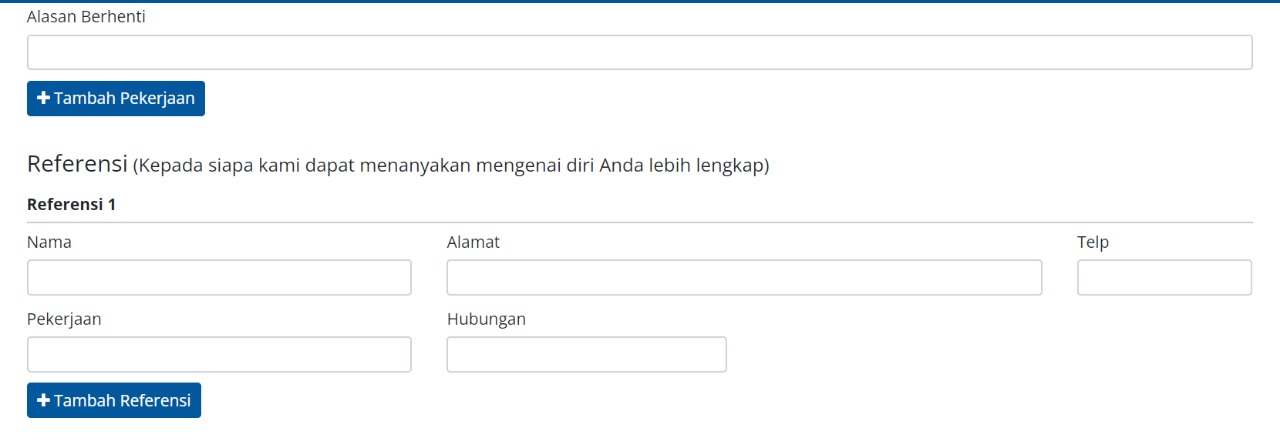 Alasan Berhenti
Tambah Pekerjaan
Referensi (Kepada siapa kami dapat menanyakan mengenai diri Anda lebih lengkap)
Referensi 1
Nama Alamat Telp
Pekerjaan Hubungan
Tambah Referensi